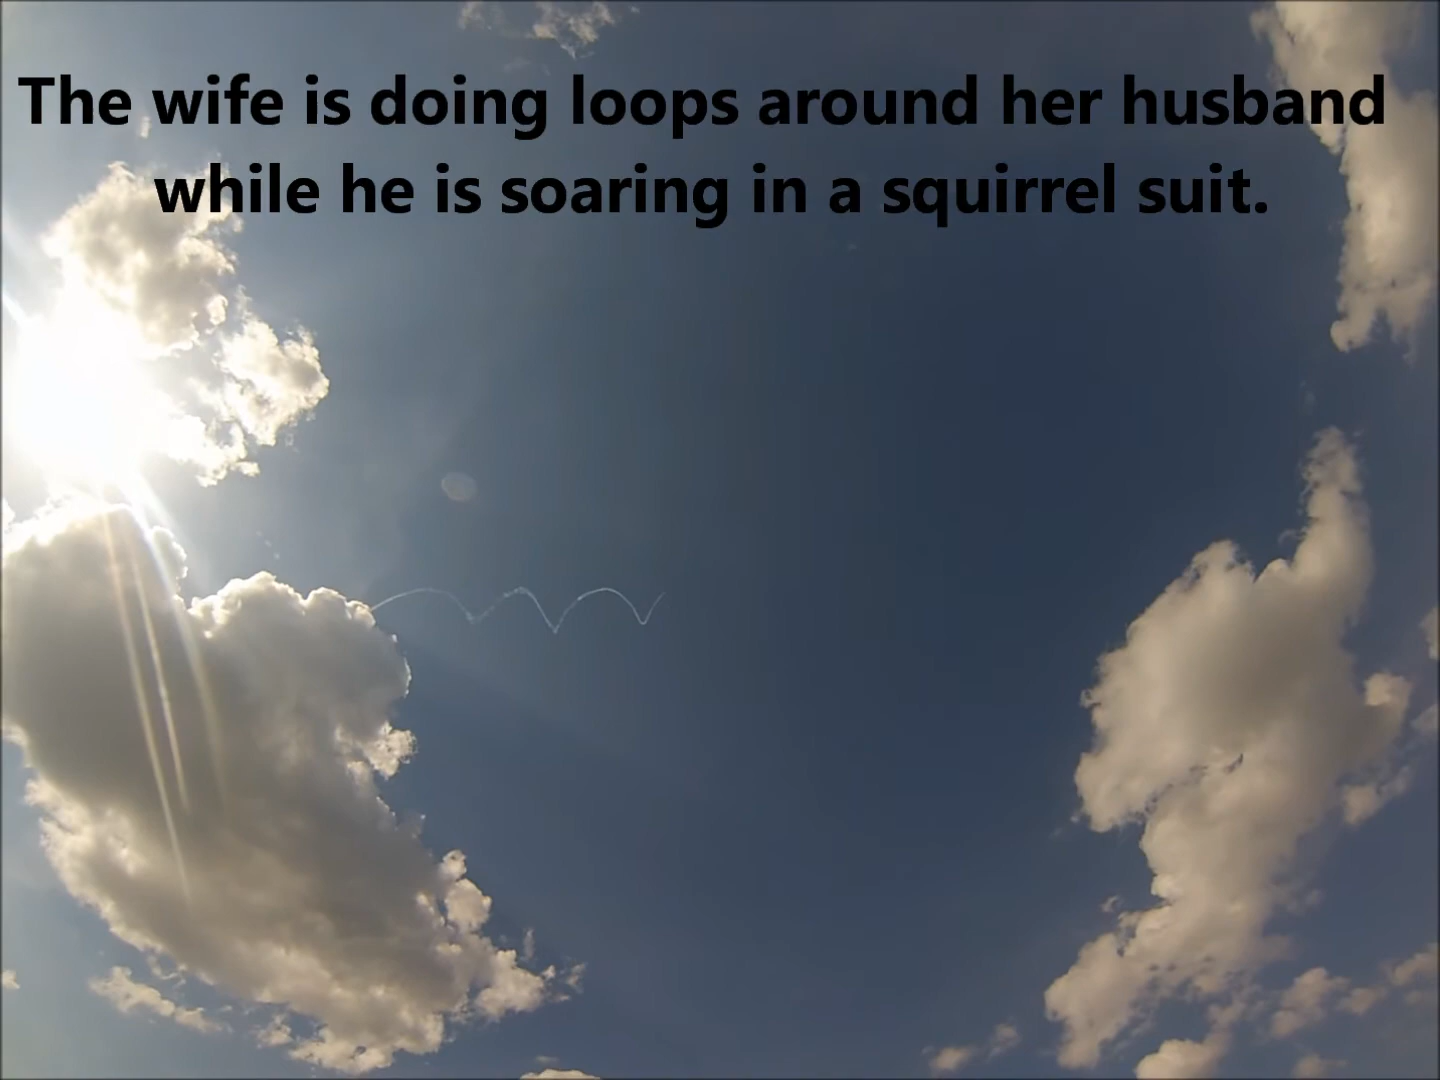 The wife is doing loops around her husband
while he is soaring in a squirrel suit.